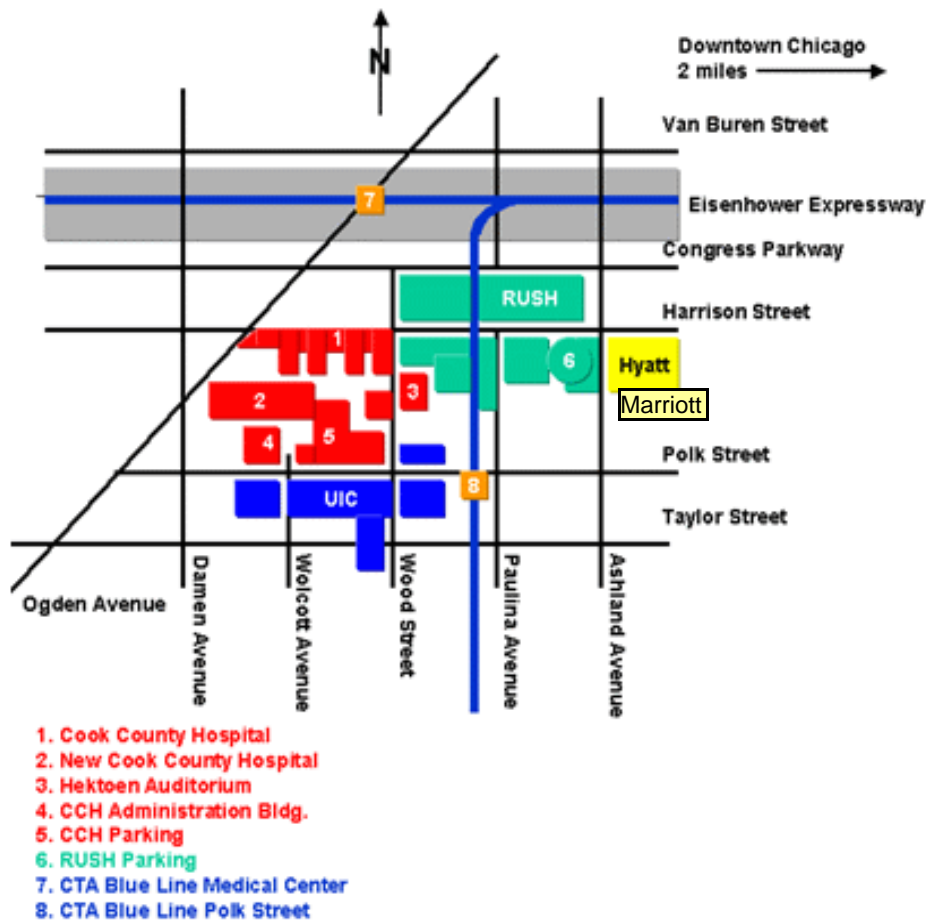 N
Downtown Chicago
2 miles
Van Buren Street
7
Eisenhower Expressway
Congress Parkway
RUSH
Harrison Street
1
6
Hyatt
2
3
Marriott
4
5
Polk Street
8
UIC
Taylor Street
Ogden Avenue
Damen Avenue
Wolcott Avenue
Wood Street
Paulina Avenue
Ashland Avenue
1. Cook County Hospital
2. New Cook County Hospital
3. Hektoen Auditorium
4. CCH Administration Bldg.
5. CCH Parking
6. RUSH Parking
7. CTA Blue Line Medical Center
8. CTA Blue Line Polk Street